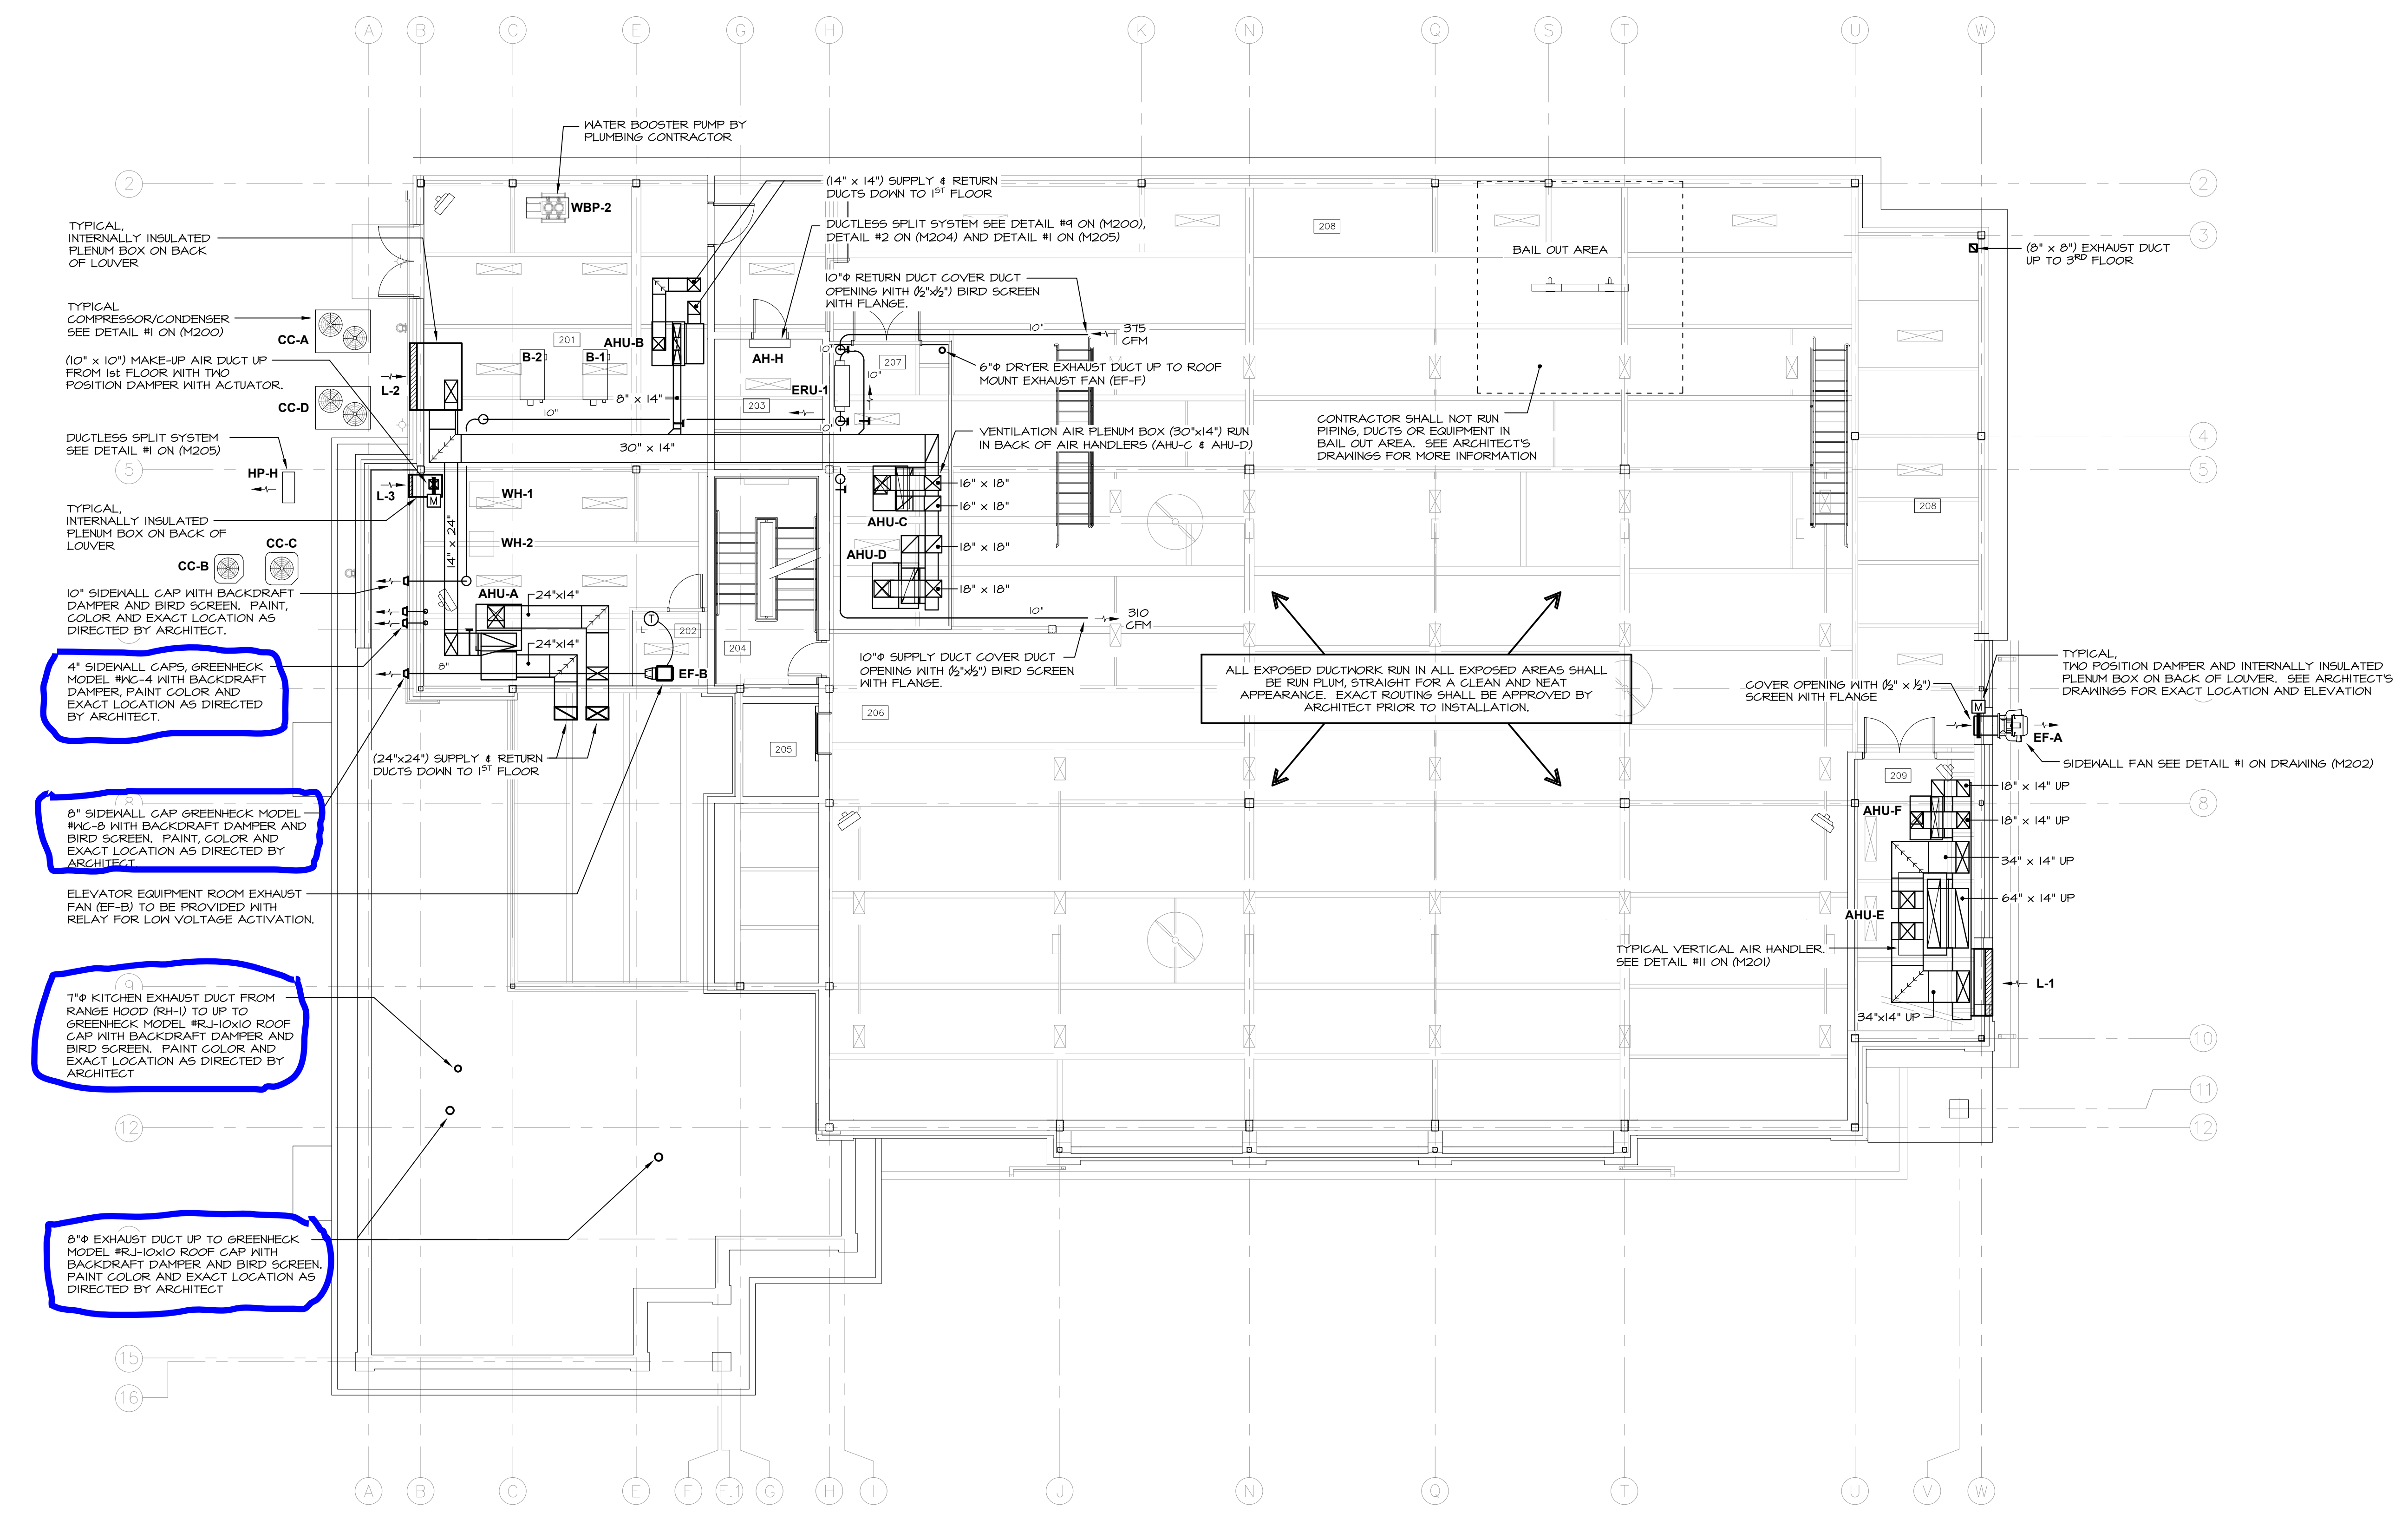 A
B
C
E
G
H
K
N
Q
S
T
U
W
WATER BOOSTER PUMP BY
PLUMBING CONTRACTOR
2
2
WBP-2
(14" x 14") SUPPLY & RETURN
DUCTS DOWN TO 1ST FLOOR
DUCTLESS SPLIT SYSTEM SEE DETAIL #9 ON (M200),
DETAIL #2 ON (M204) AND DETAIL #1 ON (M205)
208
BAIL OUT AREA
3
(8" x 8") EXHAUST DUCT
UP TO 3RD FLOOR
TYPICAL,
INTERNALLY INSULATED
PLENUM BOX ON BACK
OF LOUVER
10"Φ RETURN DUCT COVER DUCT
OPENING WITH (½"x½") BIRD SCREEN
WITH FLANGE.
TYPICAL
COMPRESSOR/CONDENSER
SEE DETAIL #1 ON (M200)
CC-A
201
AHU-B
B-2
B-1
AH-H
10"
375
CFM
10"
207
6"Φ DRYER EXHAUST DUCT UP TO ROOF
MOUNT EXHAUST FAN (EF-F)
(10" x 10") MAKE-UP AIR DUCT UP
FROM 1st FLOOR WITH TWO
POSITION DAMPER WITH ACTUATOR.
L-2
8" x 14"
ERU-1
10"
203
CC-D
10"
10"
CONTRACTOR SHALL NOT RUN
PIPING, DUCTS OR EQUIPMENT IN
BAIL OUT AREA.  SEE ARCHITECT'S
DRAWINGS FOR MORE INFORMATION
VENTILATION AIR PLENUM BOX (30"x14") RUN
IN BACK OF AIR HANDLERS (AHU-C & AHU-D)
30" x 14"
4
DUCTLESS SPLIT SYSTEM
SEE DETAIL #1 ON (M205)
HP-H
5
5
L-3
M
WH-1
16" x 18"
16" x 18"
AHU-C
208
TYPICAL,
INTERNALLY INSULATED
PLENUM BOX ON BACK OF
LOUVER
14" x 24"
WH-2
CC-C
CC-B
AHU-D
18" x 18"
18" x 18"
10" SIDEWALL CAP WITH BACKDRAFT
DAMPER AND BIRD SCREEN.  PAINT,
COLOR AND EXACT LOCATION AS
DIRECTED BY ARCHITECT.
AHU-A
24"x14"
24"x14"
T
L
202
204
10"
310
CFM
10"Φ SUPPLY DUCT COVER DUCT
OPENING WITH (½"x½") BIRD SCREEN
WITH FLANGE.
4" SIDEWALL CAPS, GREENHECK
MODEL #WC-4 WITH BACKDRAFT
DAMPER, PAINT COLOR AND
EXACT LOCATION AS DIRECTED
BY ARCHITECT.
8"
EF-B
ALL EXPOSED DUCTWORK RUN IN ALL EXPOSED AREAS SHALL
BE RUN PLUM, STRAIGHT FOR A CLEAN AND NEAT
APPEARANCE.  EXACT ROUTING SHALL BE APPROVED BY
ARCHITECT PRIOR TO INSTALLATION.
COVER OPENING WITH (½" x ½")
SCREEN WITH FLANGE
TYPICAL,
TWO POSITION DAMPER AND INTERNALLY INSULATED
PLENUM BOX ON BACK OF LOUVER.  SEE ARCHITECT'S
DRAWINGS FOR EXACT LOCATION AND ELEVATION
M
EF-A
SIDEWALL FAN SEE DETAIL #1 ON DRAWING (M202)
206
205
(24"x24") SUPPLY & RETURN
DUCTS DOWN TO 1ST FLOOR
209
18" x 14" UP
AHU-F
18" x 14" UP
8
8
8" SIDEWALL CAP GREENHECK MODEL
#WC-8 WITH BACKDRAFT DAMPER AND
BIRD SCREEN.  PAINT, COLOR AND
EXACT LOCATION AS DIRECTED BY
ARCHITECT.
34" x 14" UP
64" x 14" UP
AHU-E
ELEVATOR EQUIPMENT ROOM EXHAUST
FAN (EF-B) TO BE PROVIDED WITH
RELAY FOR LOW VOLTAGE ACTIVATION.
TYPICAL VERTICAL AIR HANDLER.
SEE DETAIL #11 ON (M201)
L-1
34"x14" UP
9
7"Φ KITCHEN EXHAUST DUCT FROM
RANGE HOOD (RH-1) TO UP TO
GREENHECK MODEL #RJ-10x10 ROOF
CAP WITH BACKDRAFT DAMPER AND
BIRD SCREEN.  PAINT COLOR AND
EXACT LOCATION AS DIRECTED BY
ARCHITECT
10
11
12
12
8"Φ EXHAUST DUCT UP TO GREENHECK
MODEL #RJ-10x10 ROOF CAP WITH
BACKDRAFT DAMPER AND BIRD SCREEN.
PAINT COLOR AND EXACT LOCATION AS
DIRECTED BY ARCHITECT
15
16
A
B
C
E
F
F.1
G
H
I
J
N
Q
T
U
V
W